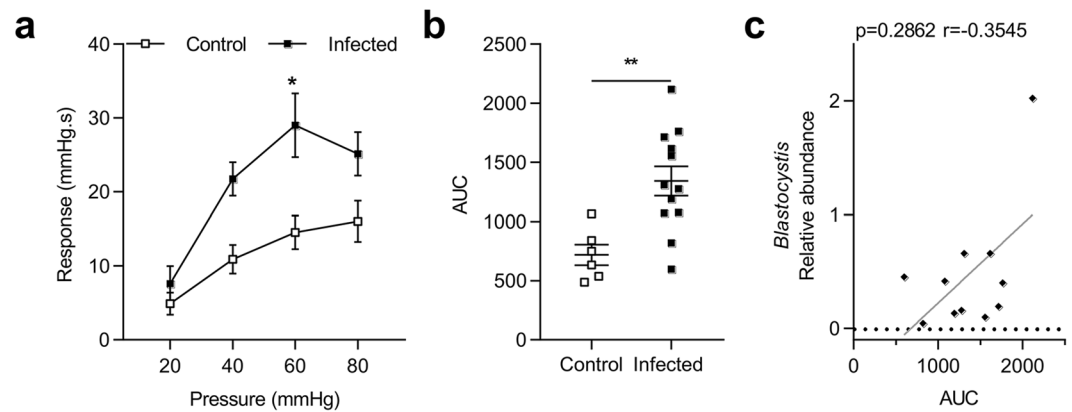 a
Control Infected
40
30
20
10
0
Response (mmHg.s)
*
20 40 60 80
Pressure (mmHg)
b
2500
2000
1500
1000
500
0
AUC
**
Control Infected
c
p=0.2862 r=-0.3545
2
1
0
Blastocystis
Relative abundance
0 1000 2000
AUC